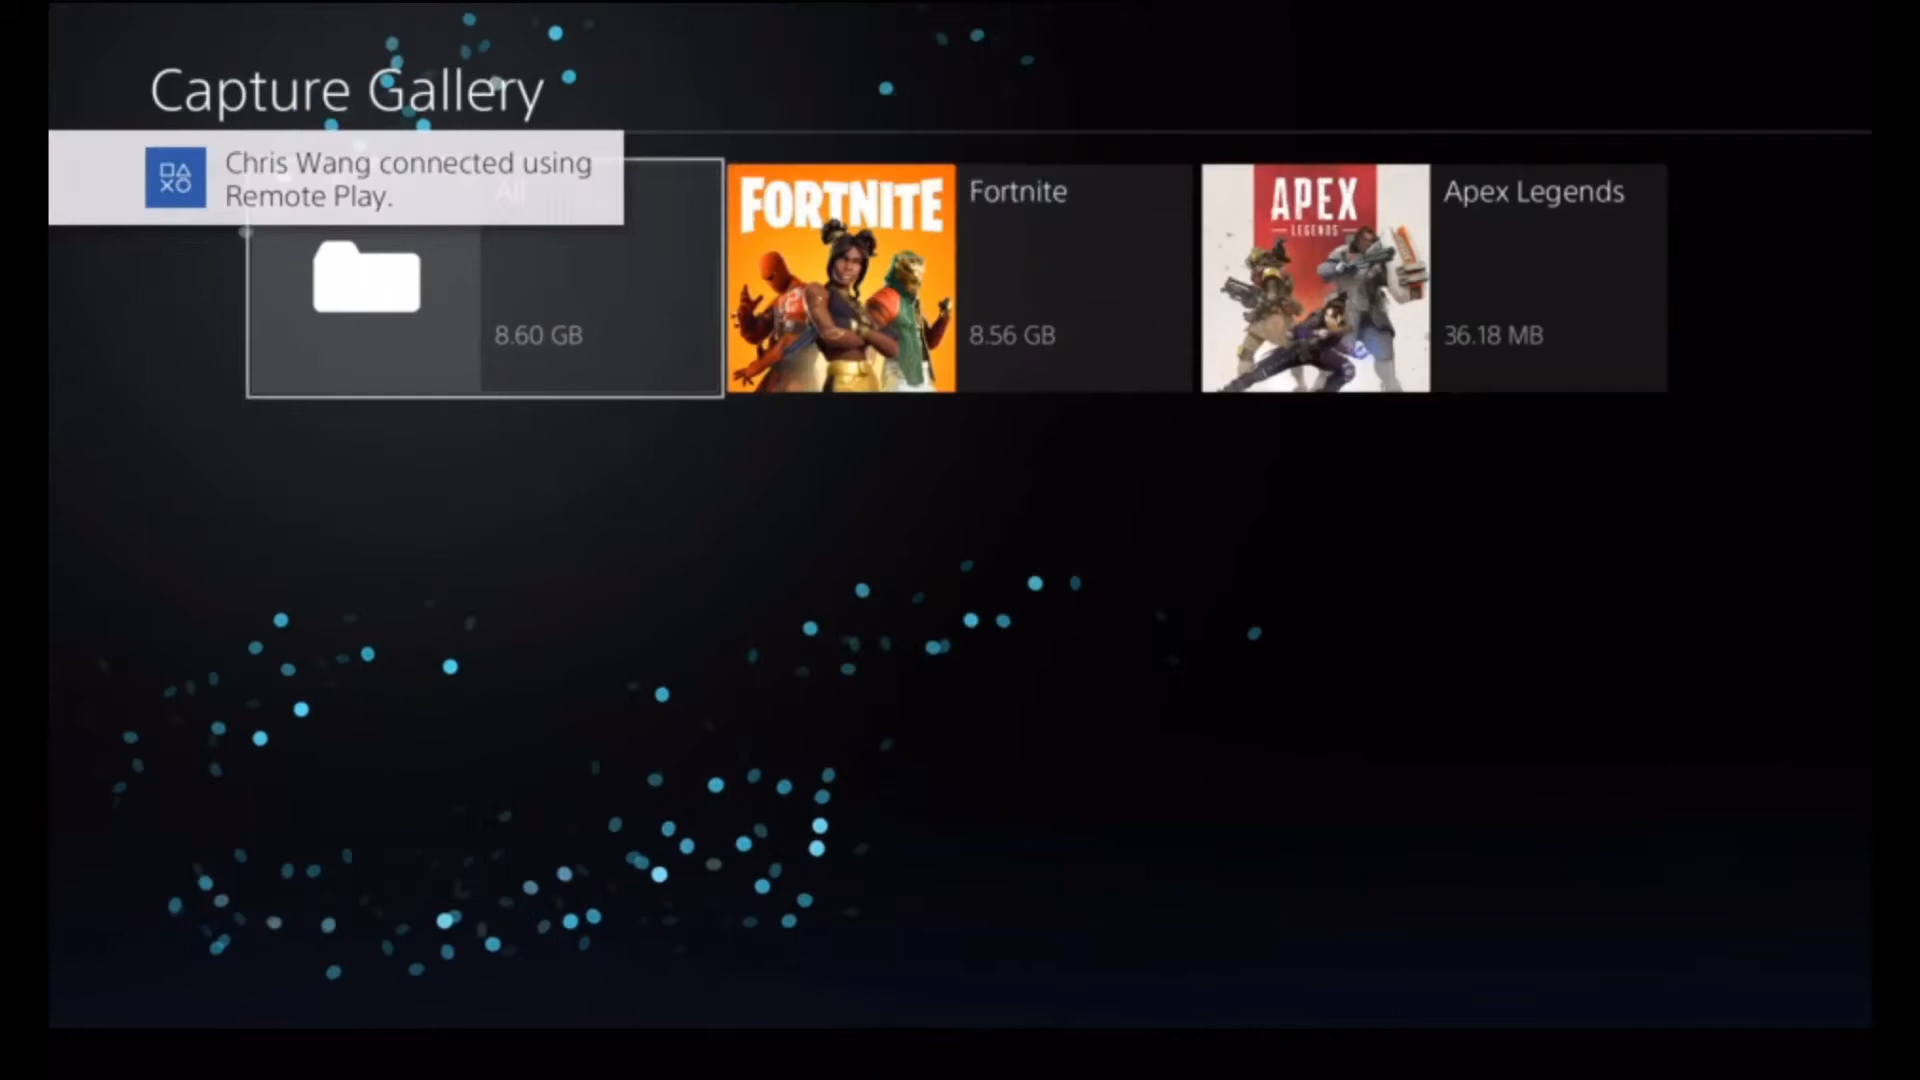 Capture Gallery
Chris Wang connected using
Remote Play.
All
8.60 GB
FORTNITE
Fortnite
8.56 GB
APEX
LEGENDS
Apex Legends
36.18 MB